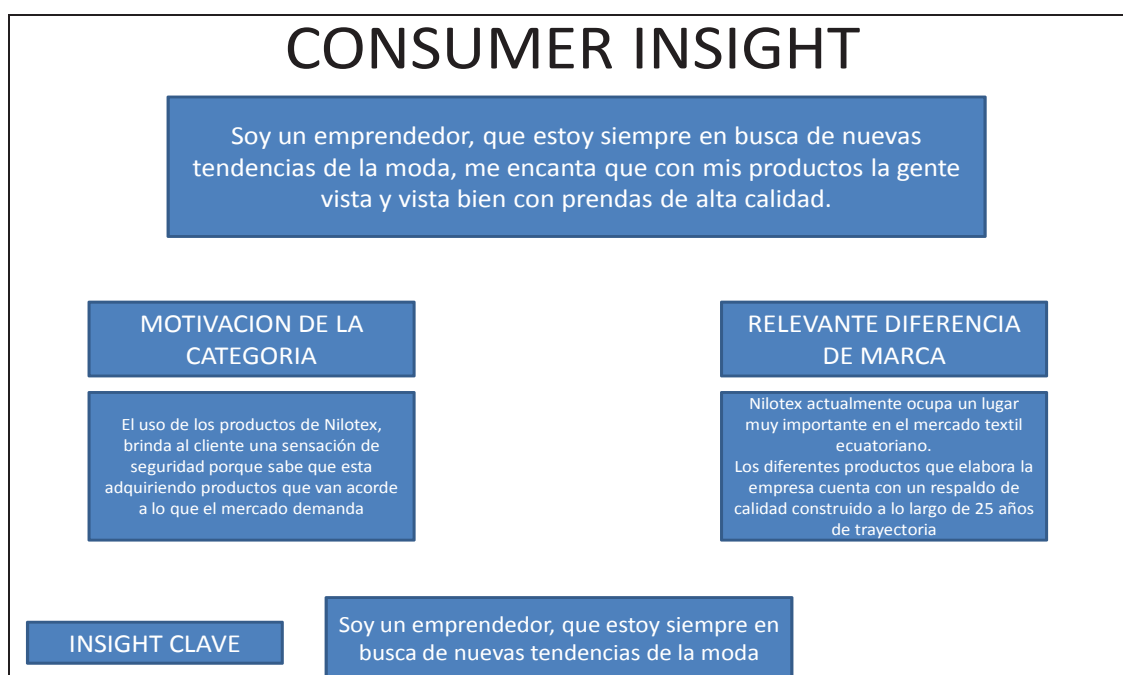 CONSUMER INSIGHT
Soy un emprendedor, que estoy siempre en busca de nuevas
tendencias de la moda, me encanta que con mis productos la gente
vista y vista bien con prendas de alta calidad.
MOTIVACION DE LA
CATEGORIA
El uso de los productos de Nilotex,
brinda al cliente una sensación de
seguridad porque sabe que esta
adquiriendo productos que van acorde
a lo que el mercado demanda
RELEVANTE DIFERENCIA
DE MARCA
Nilotex actualmente ocupa un lugar
muy importante en el mercado textil
ecuatoriano.
Los diferentes productos que elabora la
empresa cuenta con un respaldo de
calidad construido a lo largo de 25 años
de trayectoria
INSIGHT CLAVE
Soy un emprendedor, que estoy siempre en
busca de nuevas tendencias de la moda